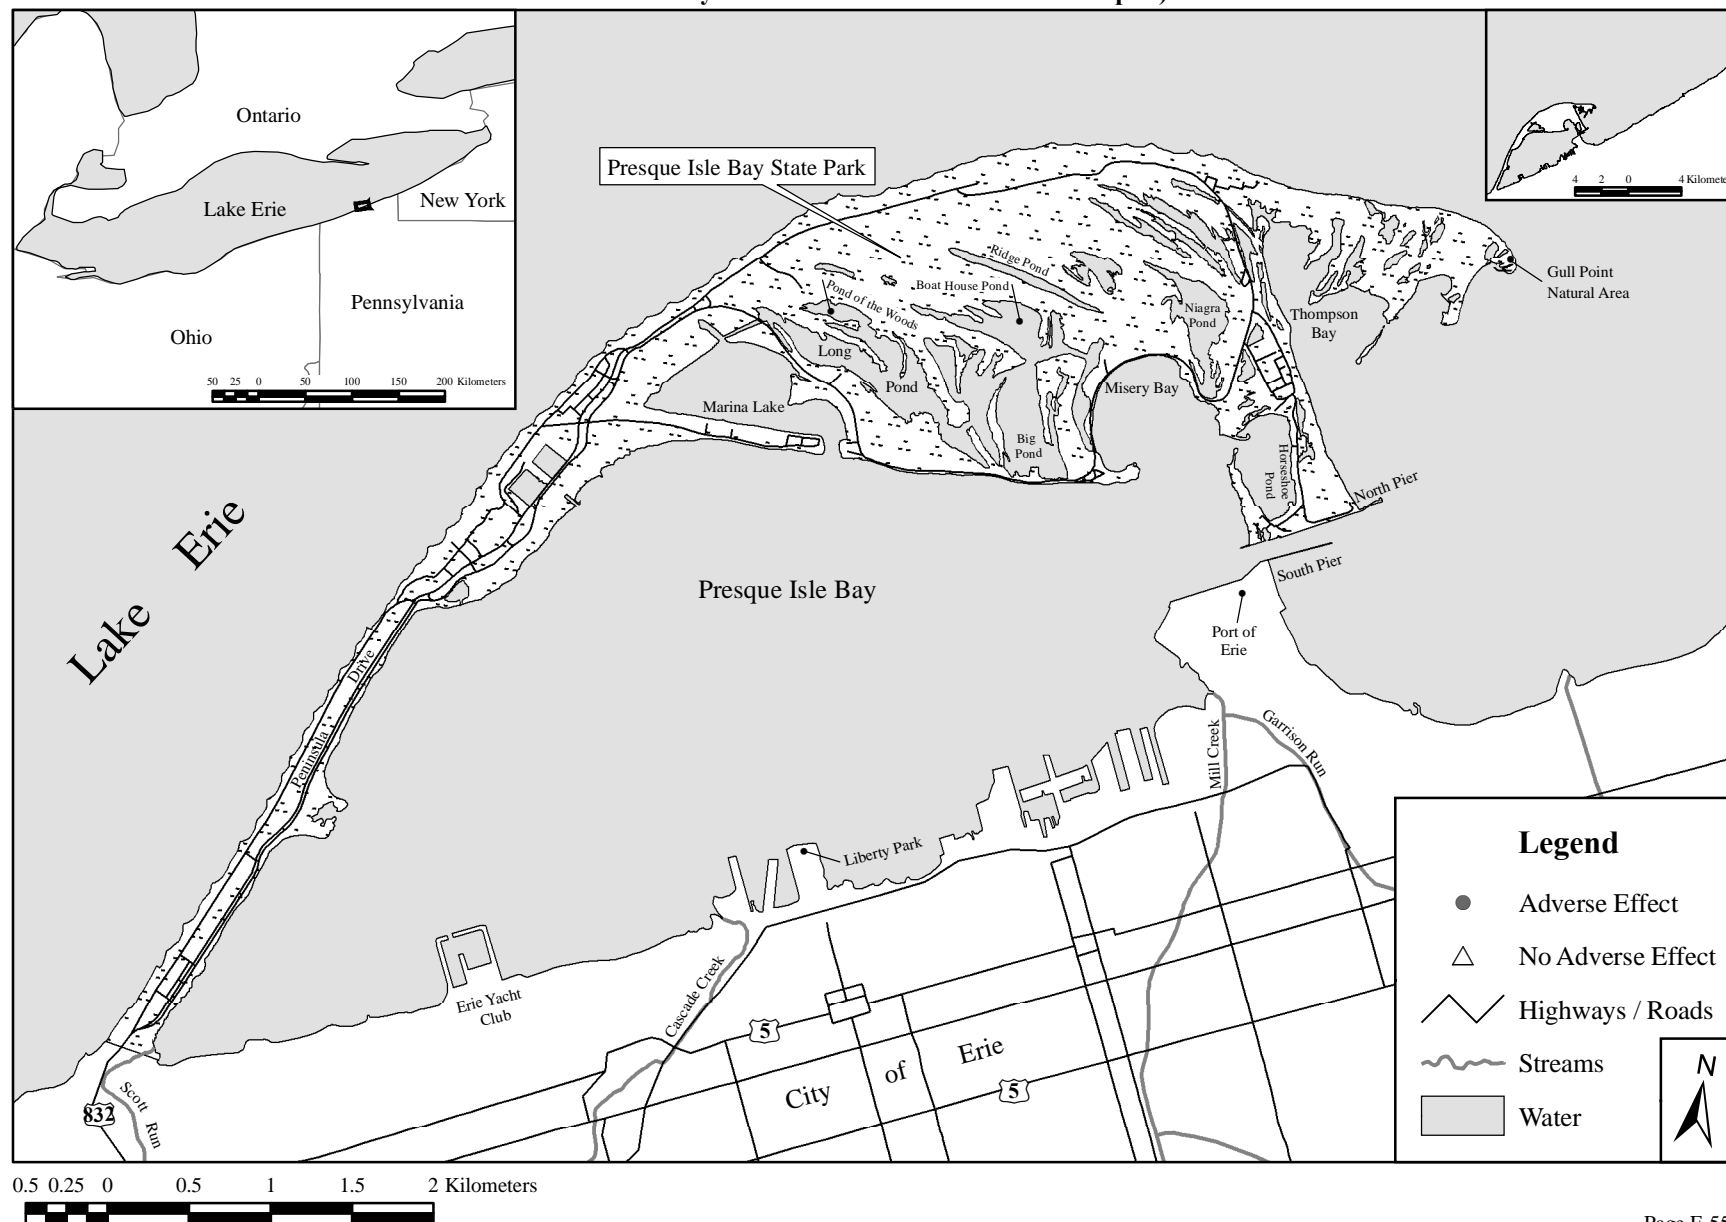 Ontario
Lake Erie
New York
Pennsylvania
Ohio
50 25 0 50 100 150 200 Kilometers
4 2 0 4
Presque Isle Bay State Park
Ridge Pond
Boat House Pond
Pond of the Woods
Niagra
Pond
Thompson
Bay
Gull Point
Natural Area
Long
Pond
Misery Bay
Marina Lake
Big
Pond
Horseshoe
Pond
North Pier
South Pier
Lake Erie
Presque Isle Bay
Port of
Erie
Peninsula Drive
Mill Creek
Garrison Run
Liberty Park
Erie Yacht
Club
Cascade Creek
5
City of Erie
5
832
Scott Run
Legend
Adverse Effect
No Adverse Effect
Highways / Roads
Streams
Water
N
0.5 0.25 0 0.5 1 1.5 2 Kilometers